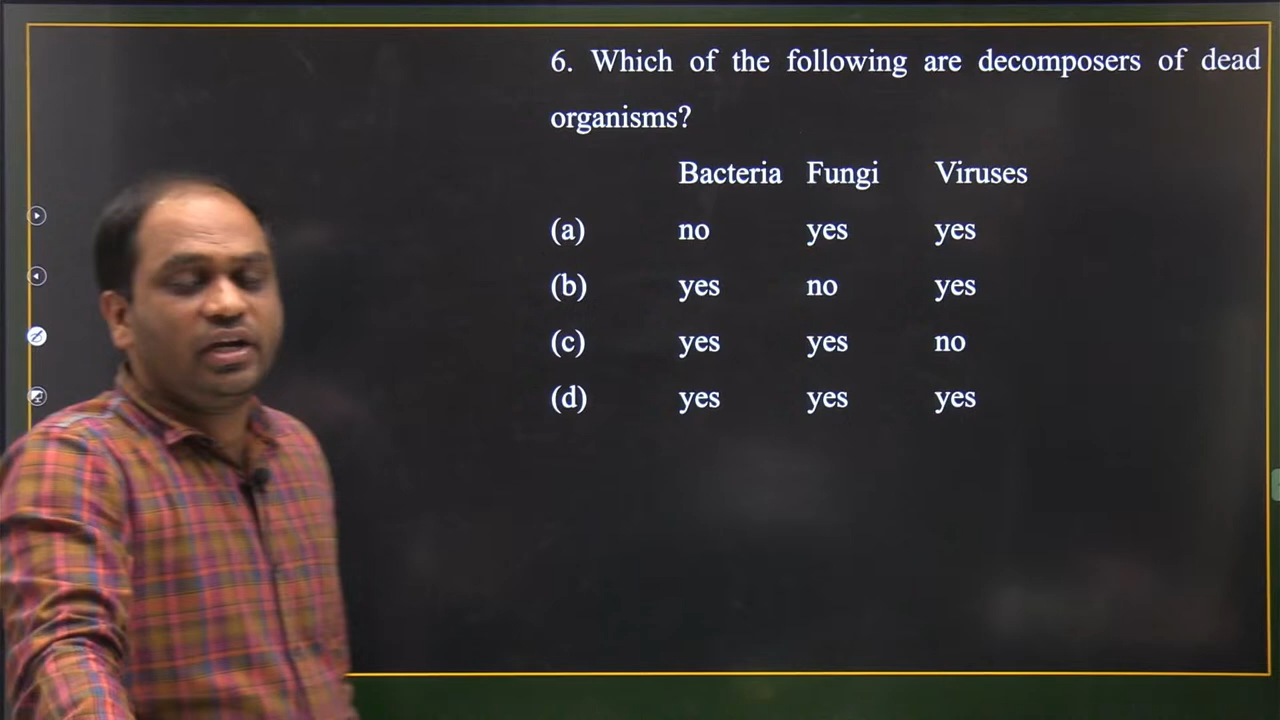 6. Which of the following are decomposers of dead
organisms?
Bacteria Fungi Viruses
(a) no yes yes
(b) yes no yes
(c) yes yes no
(d) yes yes yes